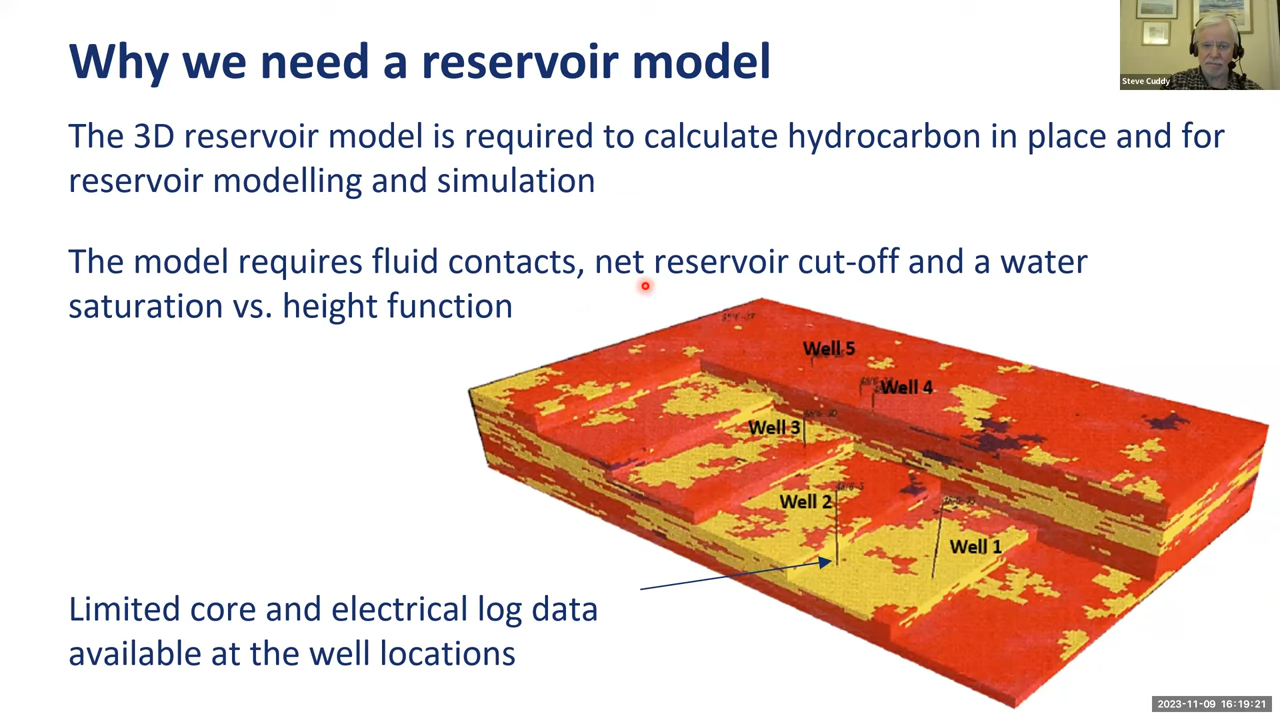 Why we need a reservoir model
Steve Cuddy
The 3D reservoir model is required to calculate hydrocarbon in place and for
reservoir modelling and simulation
The model requires fluid contacts, net reservoir cut-off and a water
saturation vs. height function
Well 5
Well 4
Well 3
Well 2
Well 1
Limited core and electrical log data
available at the well locations
2023-11-09 16:19:21